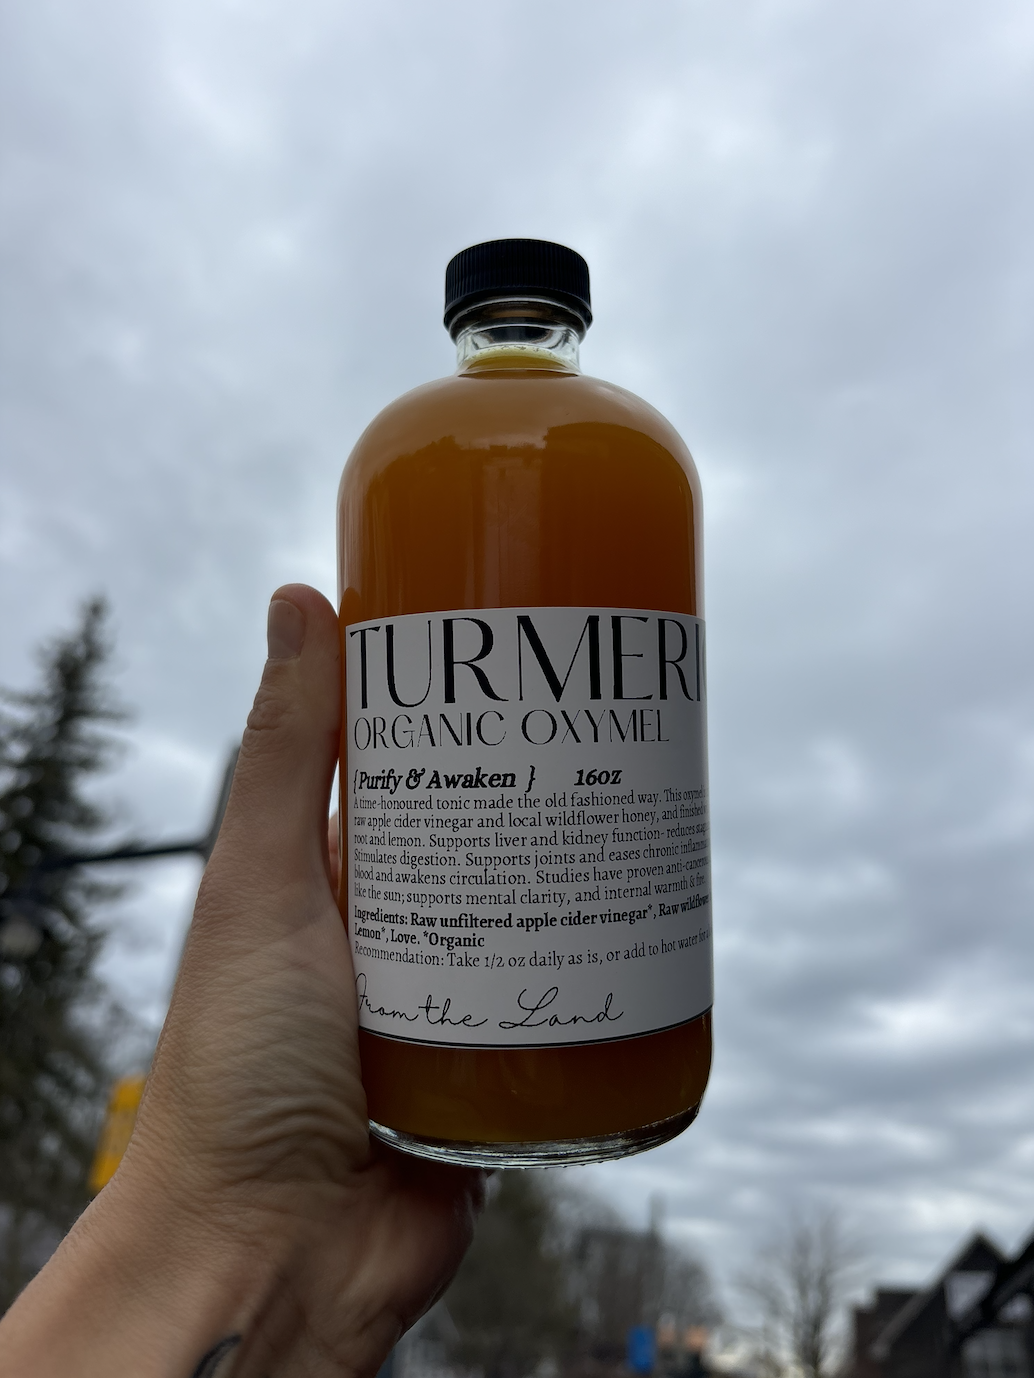 TURMERI
ORGANIC OXYMEL
{ Purify & Awaken } 16oz
A time-honoured tonic made the old fashioned way. This oxymel
raw apple cider vinegar and local wildflower honey, and finished
root and lemon. Supports liver and kidney function- reduces
Stimulates digestion. Supports joints and eases chronic
blood and awakens circulation. Studies have proven
like the sun; supports mental clarity, and internal warmth &
Ingredients: Raw unfiltered apple cider vinegar*, Raw
Lemon*, Love. *Organic
Recommendation: Take 1/2 oz daily as is, or add to hot water for
From the Land